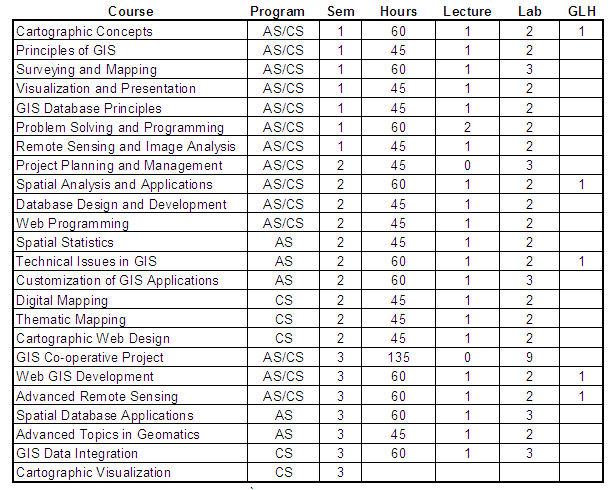 Course Program Sem Hours Lecture Lab GLH
Cartographic Concepts AS/CS 1 60 1 2 1
Principles of GIS AS/CS 1 45 1 2
Surveying and Mapping AS/CS 1 60 1 3
Visualization and Presentation AS/CS 1 45 1 2
GIS Database Principles AS/CS 1 45 1 2
Problem Solving and Programming AS/CS 1 60 2 2
Remote Sensing and Image Analysis AS/CS 1 45 1 2
Project Planning and Management AS/CS 2 45 0 3
Spatial Analysis and Applications AS/CS 2 60 1 2 1
Database Design and Development AS/CS 2 45 1 2
Web Programming AS/CS 2 45 1 2
Spatial Statistics AS 2 45 1 2
Technical Issues in GIS AS 2 60 1 2 1
Customization of GIS Applications AS 2 60 1 3
Digital Mapping CS 2 45 1 2
Thematic Mapping CS 2 45 1 2
Cartographic Web Design CS 2 45 1 2
GIS Co-operative Project AS/CS 3 135 0 9
Web GIS Development AS/CS 3 60 1 2 1
Advanced Remote Sensing AS/CS 3 60 1 2 1
Spatial Database Applications AS 3 60 1 3
Advanced Topics in Geomatics AS 3 45 1 2
GIS Data Integration CS 3 60 1 3
Cartographic Visualization CS 3